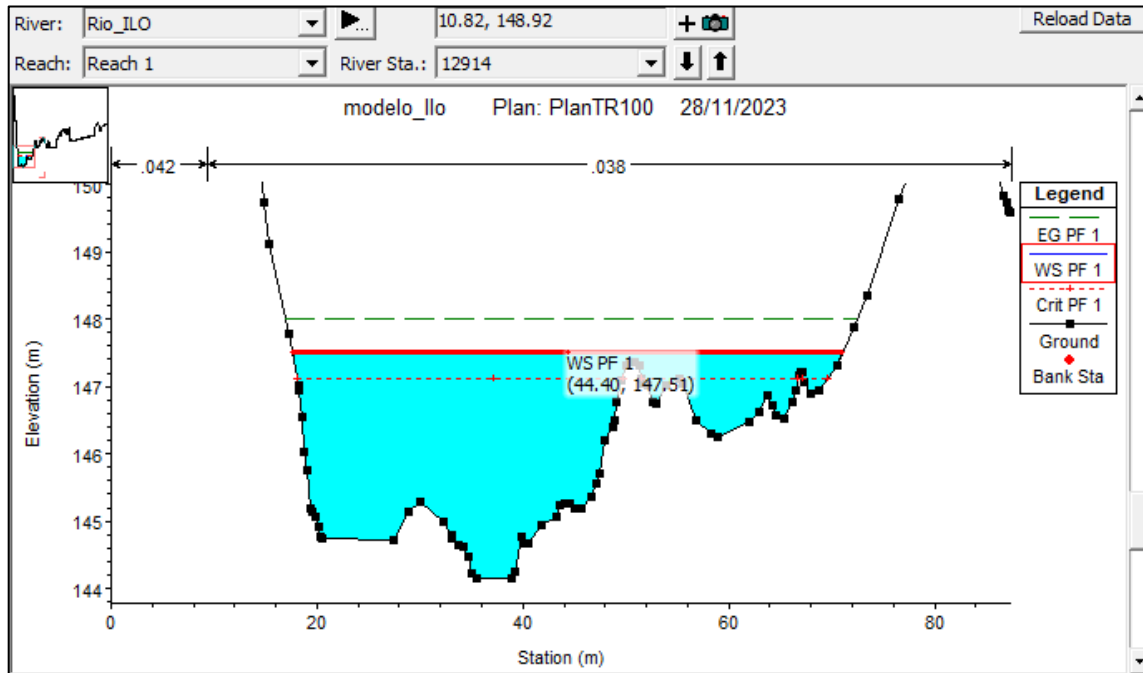 River: Rio_ILO 10.82, 148.92 Reload Data
Reach: Reach 1 River Sta.: 12914
modelo_Ilo Plan: PlanTR100 28/11/2023
.042 .038
150
149
148
147
146
145
144
Elevation (m)
WS PF 1
(44.40, 147.51)
0 20 40 60 80
Station (m)
Legend
EG PF 1
WS PF 1
Crit PF 1
Ground
Bank Sta